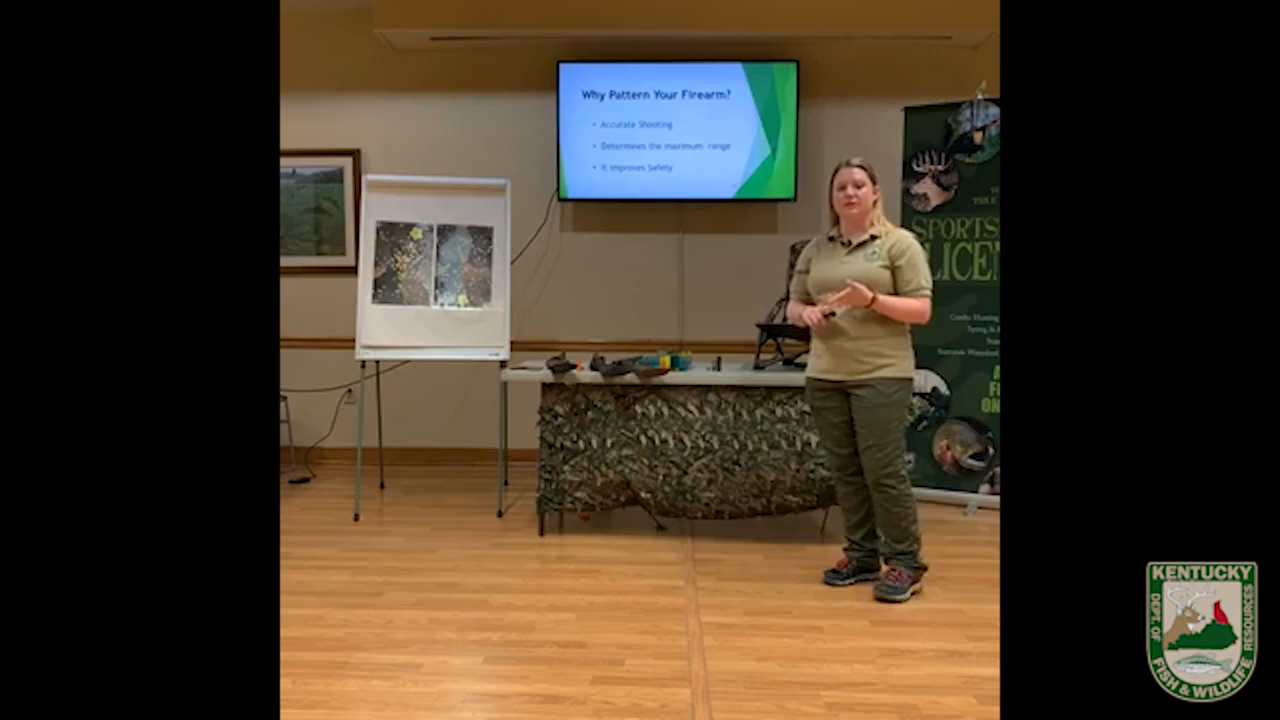 Why Pattern Your Firearm?
• Accurate Shooting
• Determines the maximum range
• It improves Safety
SPORTS
LICEN
KENTUCKY
DEPT. OF
FISH & WILDLIFE
RESOURCES